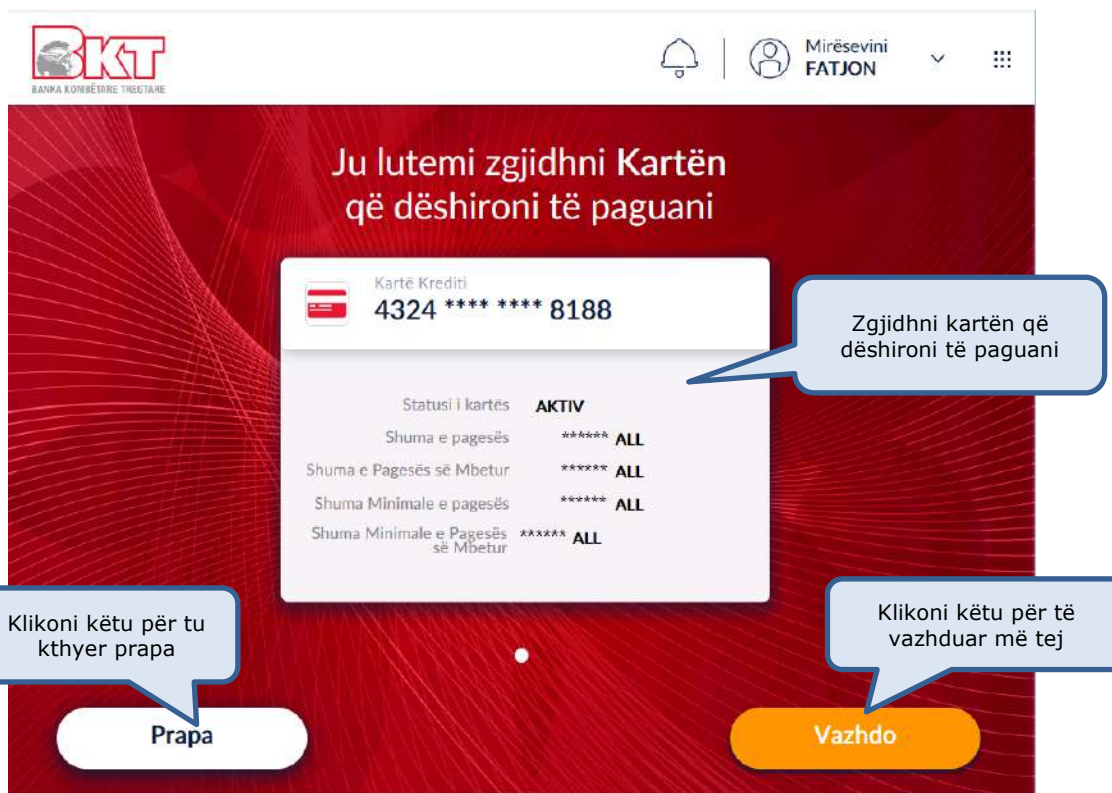 BKT
BANKA KOMBËTARE TREGTARE
Mirësevini
FATJON
Ju lutemi zgjidhni Kartën
që dëshironi të paguani
Kartë Krediti
4324 **** **** 8188
Zgjidhni kartën që
dëshironi të paguani
Statusi i kartës AKTIV
Shuma e pagesës ****** ALL
Shuma e Pagesës së Mbetur ****** ALL
Shuma Minimale e pagesës ****** ALL
Shuma Minimale e Pagesës ****** ALL
së Mbetur
Klikoni këtu për tu
kthyer prapa
Klikoni këtu për të
vazhduar më tej
Prapa
Vazhdo